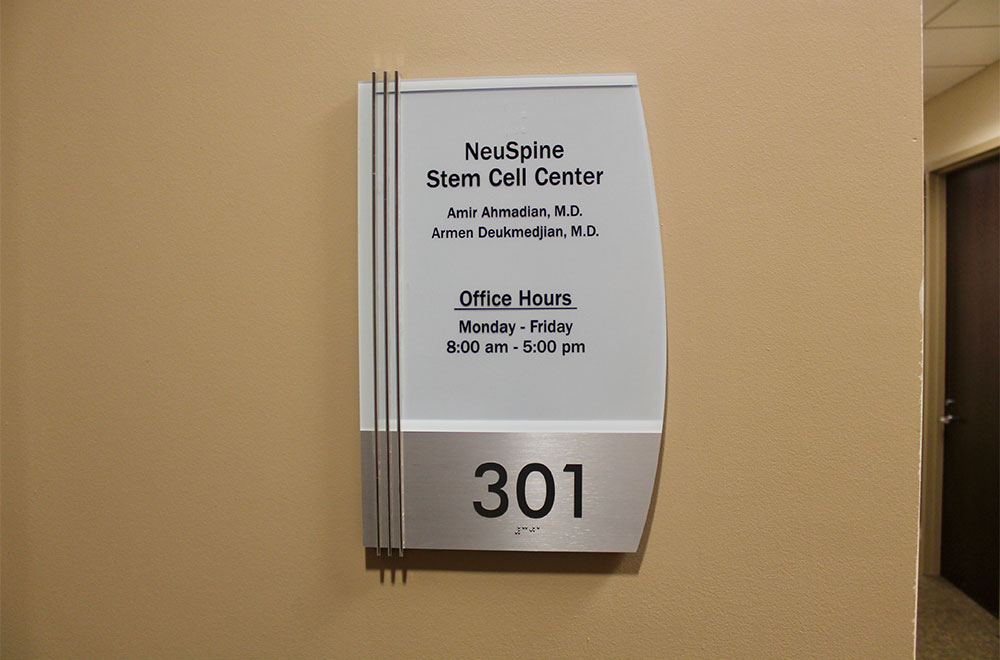 NeuSpine
Stem Cell Center
Amir Ahmadian, M.D.
Armen Deukmedjian, M.D.
Office Hours
Monday - Friday
8:00 am - 5:00 pm
301